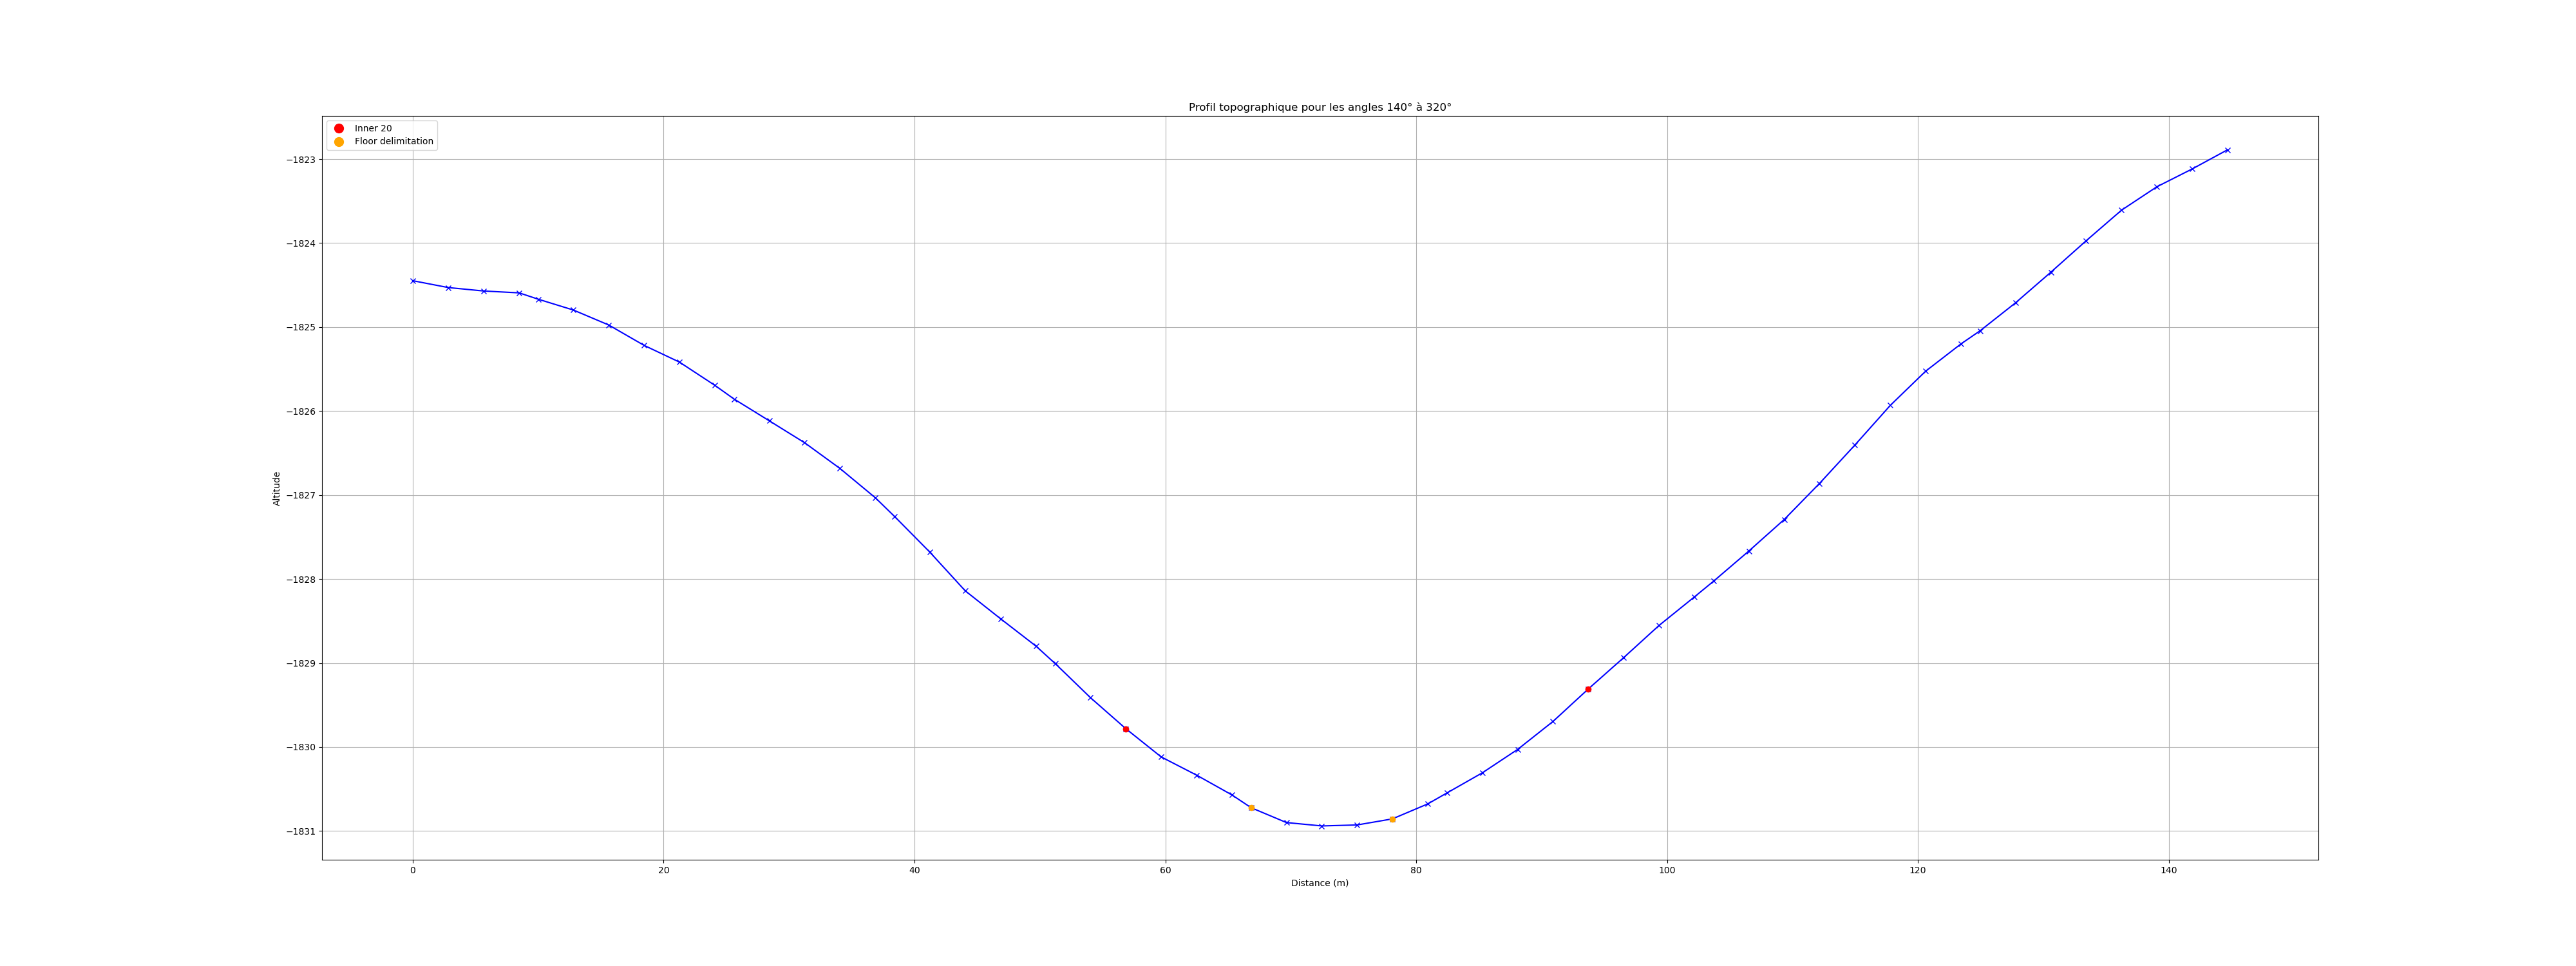 Profil topographique pour les angles 140° à 320°
Inner 20
Floor delimitation
−1823
−1824
−1825
−1826
−1827
−1828
−1829
−1830
−1831
Altitude
0 20 40 60 80 100 120 140
Distance (m)